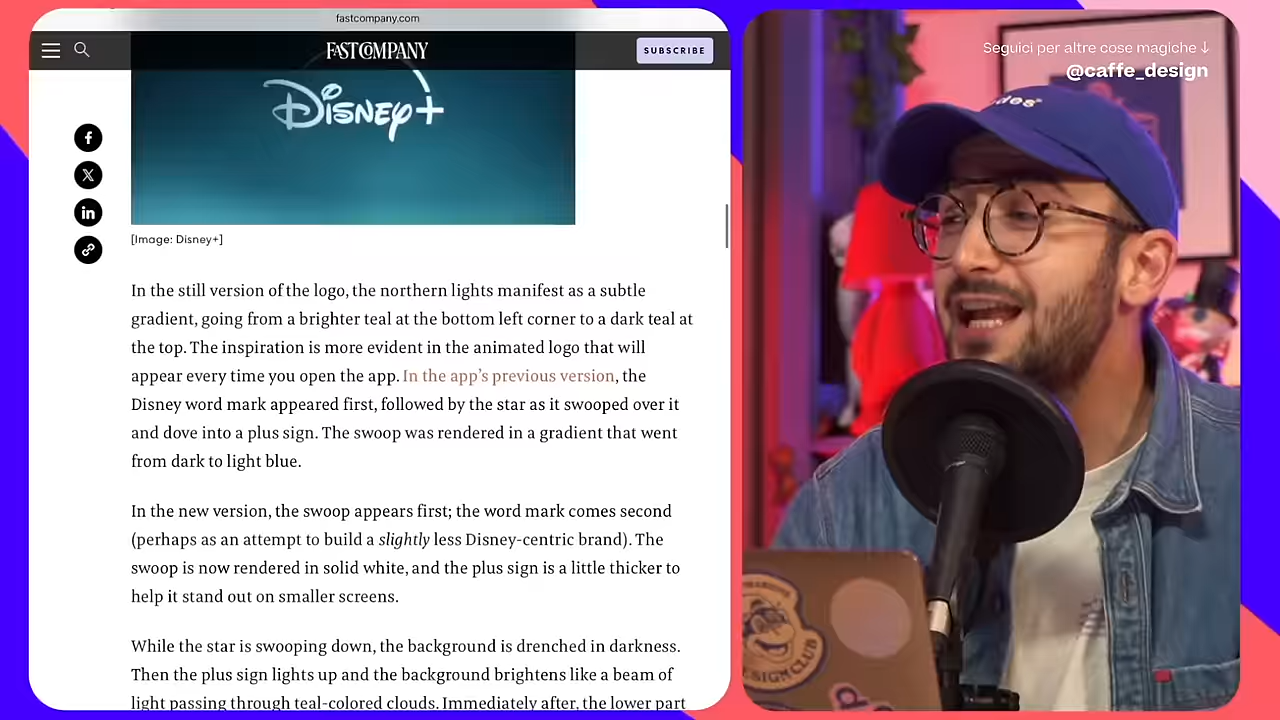 fastcompany.com
FAST COMPANY
SUBSCRIBE
Disney+
[Image: Disney+]
In the still version of the logo, the northern lights manifest as a subtle
gradient, going from a brighter teal at the bottom left corner to a dark teal at
the top. The inspiration is more evident in the animated logo that will
appear every time you open the app. In the app’s previous version, the
Disney word mark appeared first, followed by the star as it swooped over it
and dove into a plus sign. The swoop was rendered in a gradient that went
from dark to light blue.
In the new version, the swoop appears first; the word mark comes second
(perhaps as an attempt to build a slightly less Disney-centric brand). The
swoop is now rendered in solid white, and the plus sign is a little thicker to
help it stand out on smaller screens.
While the star is swooping down, the background is drenched in darkness.
Then the plus sign lights up and the background brightens like a beam of
light passing through teal-colored clouds. Immediately after, the lower part
Seguici per altre cose magiche ↓
@caffe_design
DESIGN CLUB